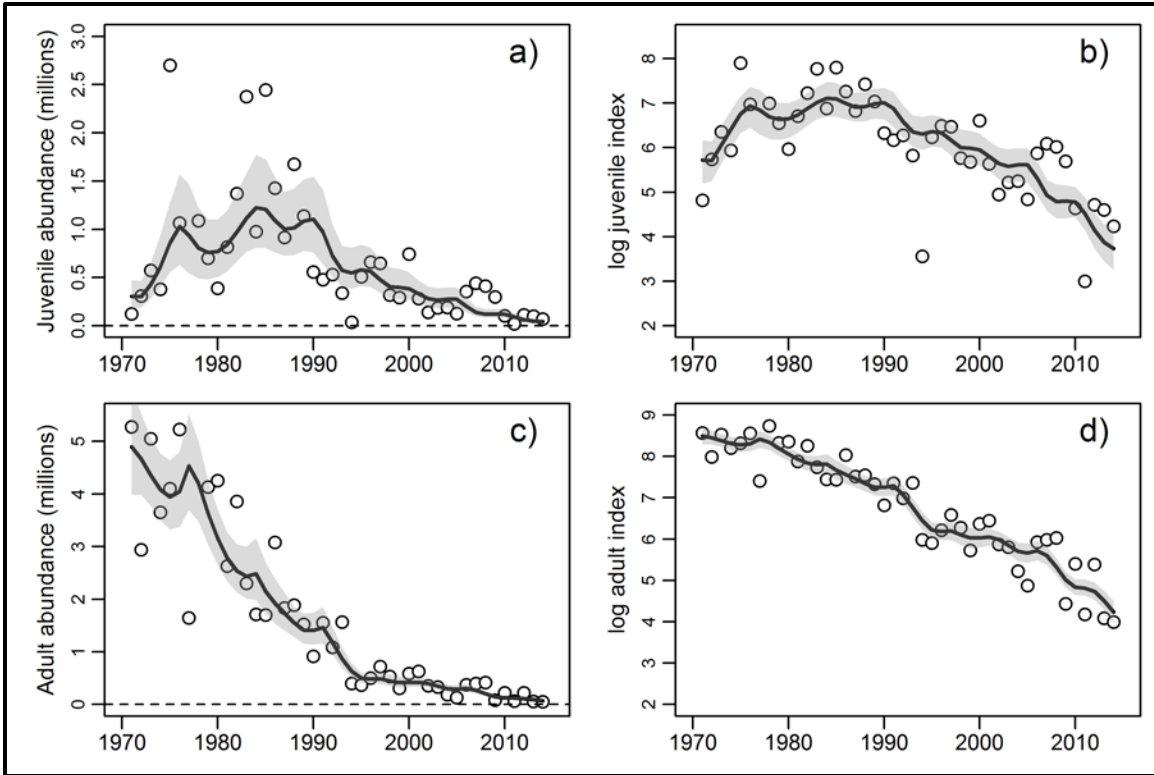 a)
Juvenile abundance (millions)
3.0
2.5
2.0
1.5
1.0
0.5
0.0
1970 1980 1990 2000 2010
b)
log juvenile index
8
7
6
5
4
3
2
1970 1980 1990 2000 2010
c)
Adult abundance (millions)
5
4
3
2
1
0
1970 1980 1990 2000 2010
d)
log adult index
9
8
7
6
5
4
3
2
1970 1980 1990 2000 2010